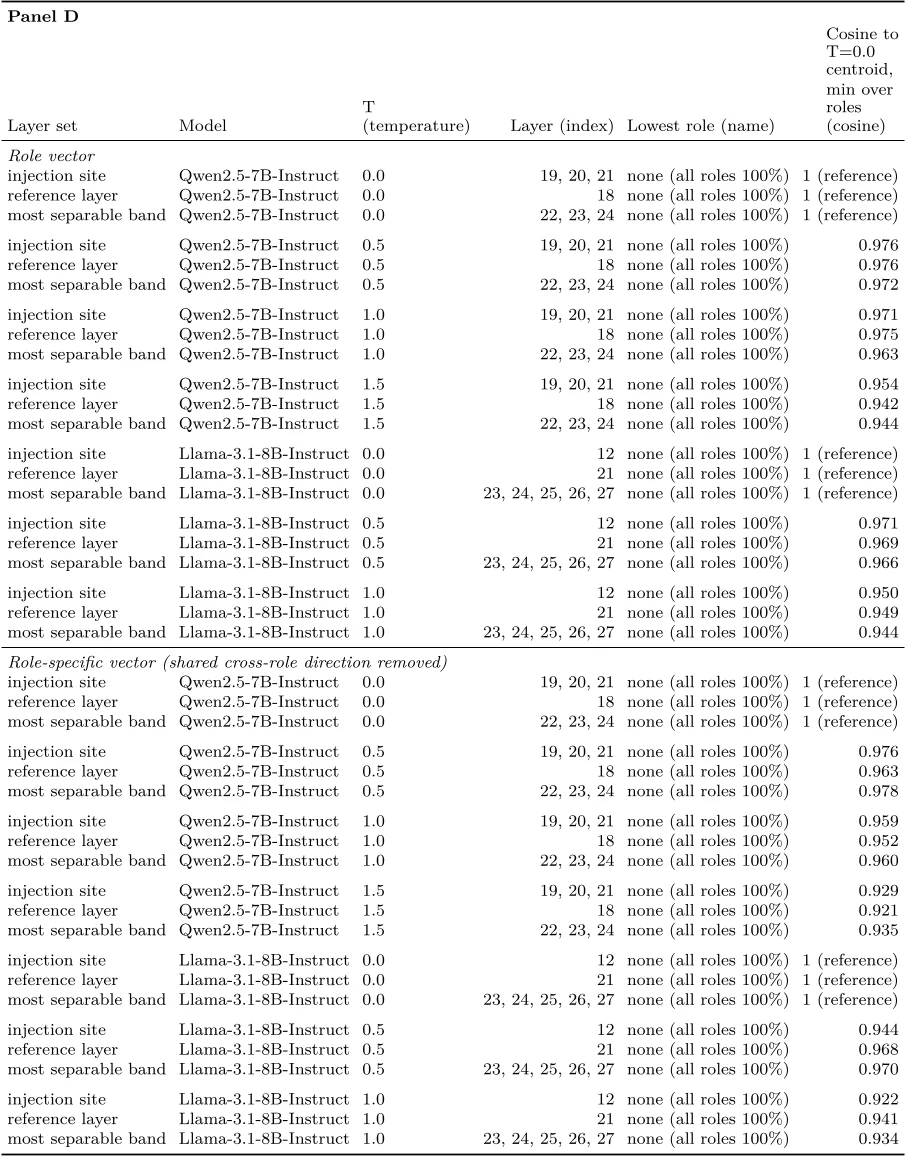 Panel D
Layer set Model T (temperature) Layer (index) Lowest role (name) Cosine to T=0.0 centroid, min over roles (cosine)
Role vector
injection site Qwen2.5-7B-Instruct 0.0 19, 20, 21 none (all roles 100%) 1 (reference)
reference layer Qwen2.5-7B-Instruct 0.0 18 none (all roles 100%) 1 (reference)
most separable band Qwen2.5-7B-Instruct 0.0 22, 23, 24 none (all roles 100%) 1 (reference)
injection site Qwen2.5-7B-Instruct 0.5 19, 20, 21 none (all roles 100%) 0.976
reference layer Qwen2.5-7B-Instruct 0.5 18 none (all roles 100%) 0.976
most separable band Qwen2.5-7B-Instruct 0.5 22, 23, 24 none (all roles 100%) 0.972
injection site Qwen2.5-7B-Instruct 1.0 19, 20, 21 none (all roles 100%) 0.971
reference layer Qwen2.5-7B-Instruct 1.0 18 none (all roles 100%) 0.975
most separable band Qwen2.5-7B-Instruct 1.0 22, 23, 24 none (all roles 100%) 0.963
injection site Qwen2.5-7B-Instruct 1.5 19, 20, 21 none (all roles 100%) 0.954
reference layer Qwen2.5-7B-Instruct 1.5 18 none (all roles 100%) 0.942
most separable band Qwen2.5-7B-Instruct 1.5 22, 23, 24 none (all roles 100%) 0.944
injection site Llama-3.1-8B-Instruct 0.0 12 none (all roles 100%) 1 (reference)
reference layer Llama-3.1-8B-Instruct 0.0 21 none (all roles 100%) 1 (reference)
most separable band Llama-3.1-8B-Instruct 0.0 23, 24, 25, 26, 27 none (all roles 100%) 1 (reference)
injection site Llama-3.1-8B-Instruct 0.5 12 none (all roles 100%) 0.971
reference layer Llama-3.1-8B-Instruct 0.5 21 none (all roles 100%) 0.969
most separable band Llama-3.1-8B-Instruct 0.5 23, 24, 25, 26, 27 none (all roles 100%) 0.966
injection site Llama-3.1-8B-Instruct 1.0 12 none (all roles 100%) 0.950
reference layer Llama-3.1-8B-Instruct 1.0 21 none (all roles 100%) 0.949
most separable band Llama-3.1-8B-Instruct 1.0 23, 24, 25, 26, 27 none (all roles 100%) 0.944
Role-specific vector (shared cross-role direction removed)
injection site Qwen2.5-7B-Instruct 0.0 19, 20, 21 none (all roles 100%) 1 (reference)
reference layer Qwen2.5-7B-Instruct 0.0 18 none (all roles 100%) 1 (reference)
most separable band Qwen2.5-7B-Instruct 0.0 22, 23, 24 none (all roles 100%) 1 (reference)
injection site Qwen2.5-7B-Instruct 0.5 19, 20, 21 none (all roles 100%) 0.976
reference layer Qwen2.5-7B-Instruct 0.5 18 none (all roles 100%) 0.963
most separable band Qwen2.5-7B-Instruct 0.5 22, 23, 24 none (all roles 100%) 0.978
injection site Qwen2.5-7B-Instruct 1.0 19, 20, 21 none (all roles 100%) 0.959
reference layer Qwen2.5-7B-Instruct 1.0 18 none (all roles 100%) 0.952
most separable band Qwen2.5-7B-Instruct 1.0 22, 23, 24 none (all roles 100%) 0.960
injection site Qwen2.5-7B-Instruct 1.5 19, 20, 21 none (all roles 100%) 0.929
reference layer Qwen2.5-7B-Instruct 1.5 18 none (all roles 100%) 0.921
most separable band Qwen2.5-7B-Instruct 1.5 22, 23, 24 none (all roles 100%) 0.935
injection site Llama-3.1-8B-Instruct 0.0 12 none (all roles 100%) 1 (reference)
reference layer Llama-3.1-8B-Instruct 0.0 21 none (all roles 100%) 1 (reference)
most separable band Llama-3.1-8B-Instruct 0.0 23, 24, 25, 26, 27 none (all roles 100%) 1 (reference)
injection site Llama-3.1-8B-Instruct 0.5 12 none (all roles 100%) 0.944
reference layer Llama-3.1-8B-Instruct 0.5 21 none (all roles 100%) 0.968
most separable band Llama-3.1-8B-Instruct 0.5 23, 24, 25, 26, 27 none (all roles 100%) 0.970
injection site Llama-3.1-8B-Instruct 1.0 12 none (all roles 100%) 0.922
reference layer Llama-3.1-8B-Instruct 1.0 21 none (all roles 100%) 0.941
most separable band Llama-3.1-8B-Instruct 1.0 23, 24, 25, 26, 27 none (all roles 100%) 0.934